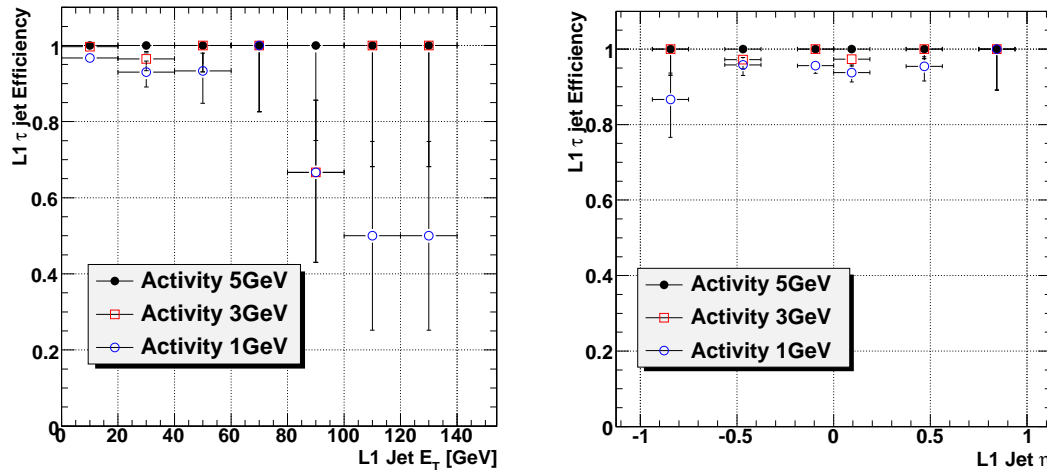 L1 τ jet Efficiency
1
0.8
0.6
0.4
0.2
0
Activity 5GeV
Activity 3GeV
Activity 1GeV
0 20 40 60 80 100 120 140
L1 Jet E_T [GeV]
L1 τ jet Efficiency
1
0.8
0.6
0.4
0.2
0
Activity 5GeV
Activity 3GeV
Activity 1GeV
-1 -0.5 0 0.5 1
L1 Jet η